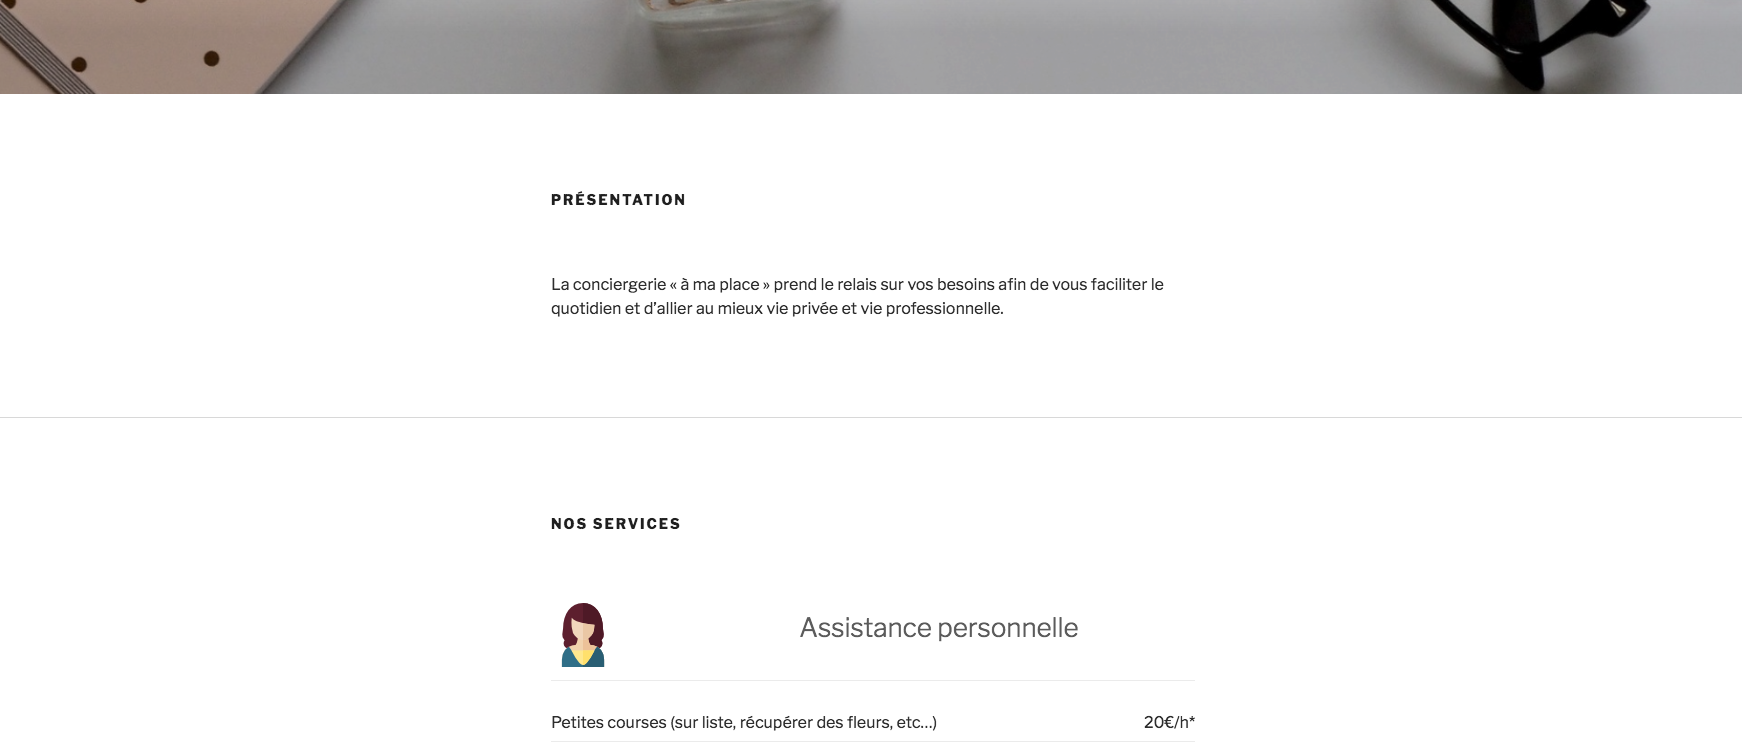 PRÉSENTATION
La conciergerie « à ma place » prend le relais sur vos besoins afin de vous faciliter le
quotidien et d’allier au mieux vie privée et vie professionnelle.
NOS SERVICES
Assistance personnelle
Petites courses (sur liste, récupérer des fleurs, etc…) 20€/h*